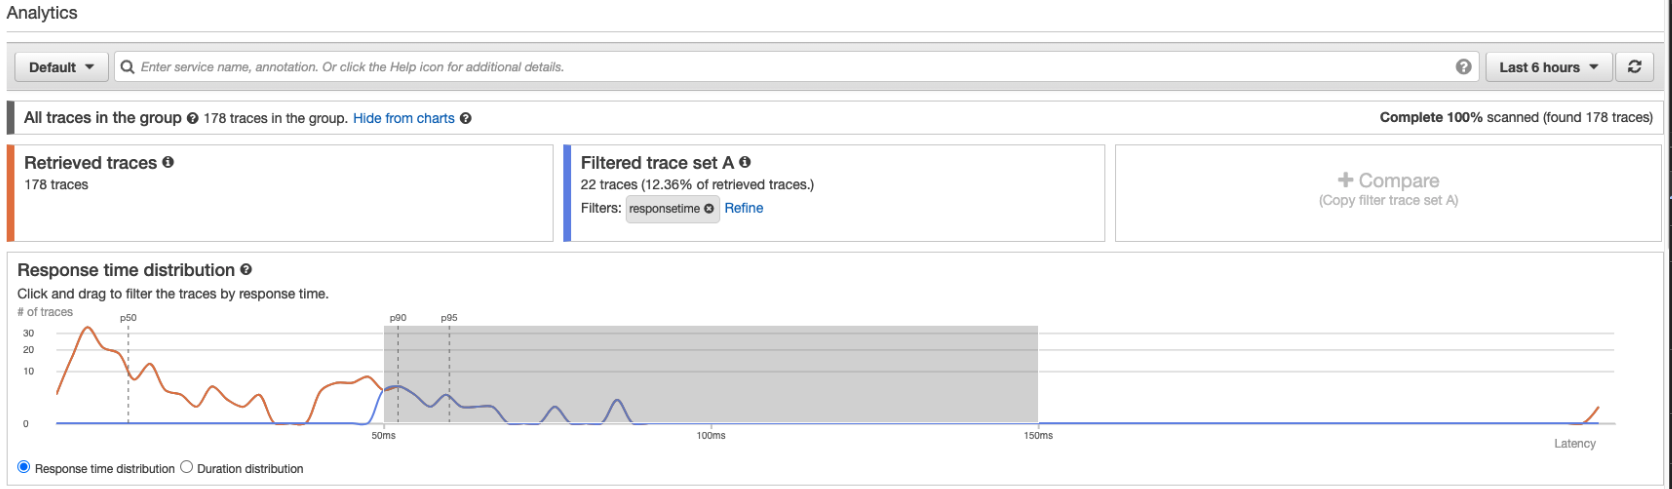 Analytics
Default
Enter service name, annotation. Or click the Help icon for additional details.
Last 6 hours
All traces in the group 178 traces in the group. Hide from charts
Complete 100% scanned (found 178 traces)
Retrieved traces
178 traces
Filtered trace set A
22 traces (12.36% of retrieved traces.)
Filters: responsetime Refine
Compare
(Copy filter trace set A)
Response time distribution
Click and drag to filter the traces by response time.
# of traces
p50
p90
p95
30
20
10
0
50ms
100ms
150ms
Latency
Response time distribution
Duration distribution